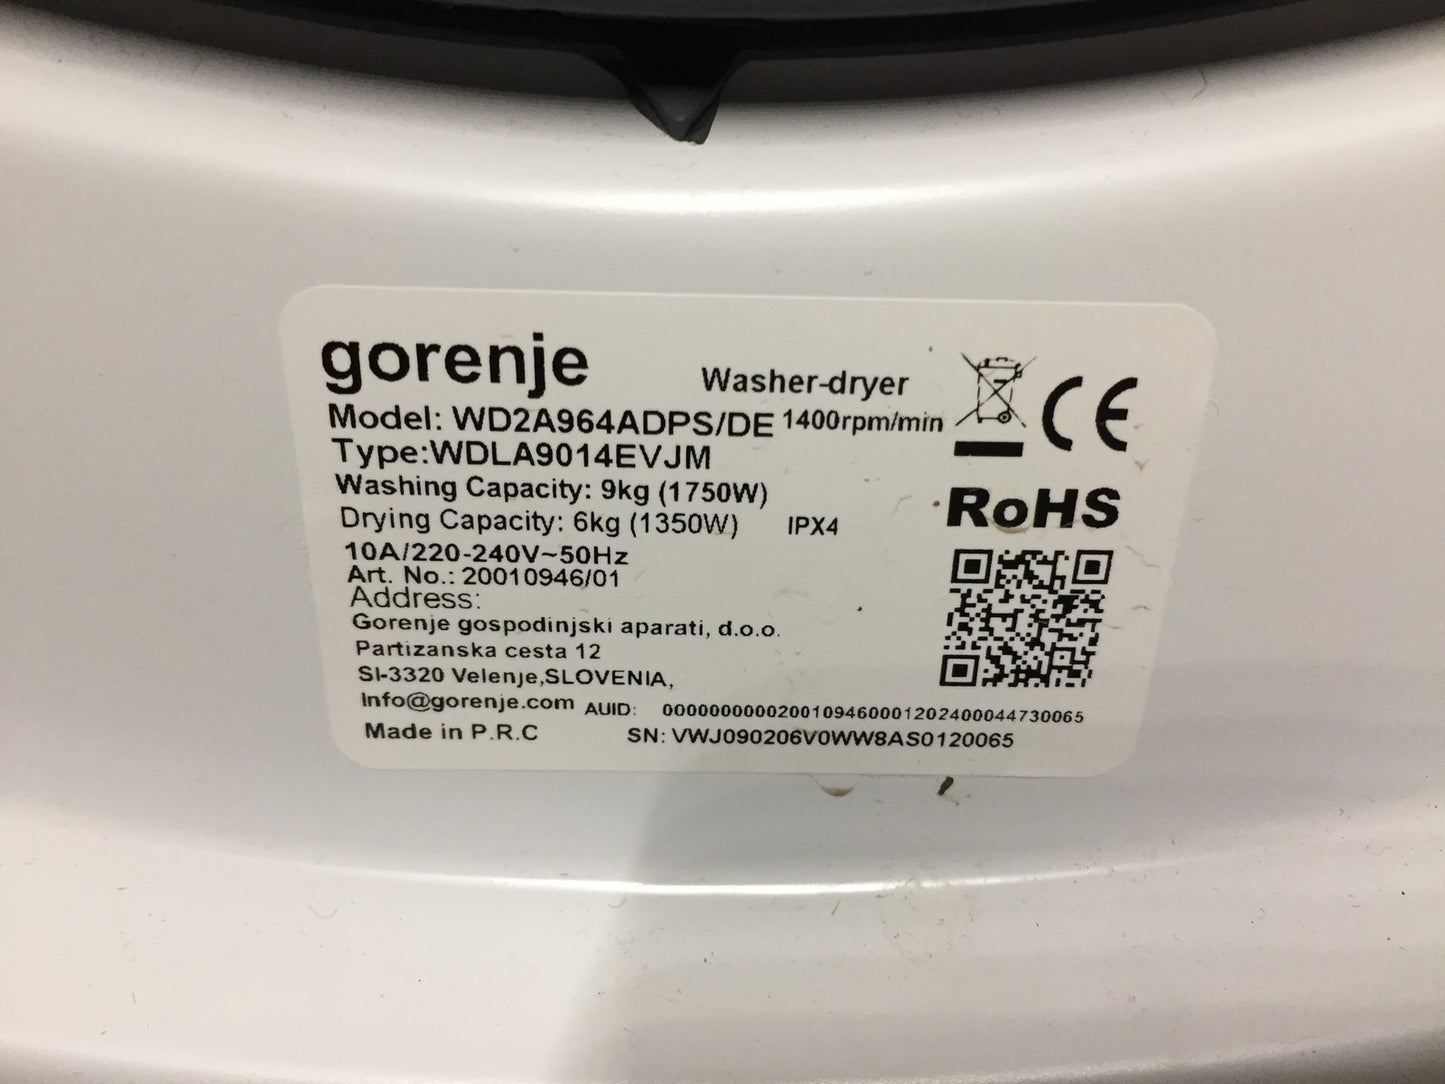 gorenje
Washer-dryer
Model: WD2A964ADPS/DE 1400rpm/min
Type:WDLA9014EVJM
Washing Capacity: 9kg (1750W)
Drying Capacity: 6kg (1350W) IPX4
10A/220-240V~50Hz
Art. No.: 20010946/01
Address:
Gorenje gospodinjski aparati, d.o.o.
Partizanska cesta 12
SI-3320 Velenje,SLOVENIA,
Info@gorenje.com AUID: 0000000000200109460001202400044730065
Made in P.R.C SN: VWJ090206V0WW8AS0120065
CE
RoHS